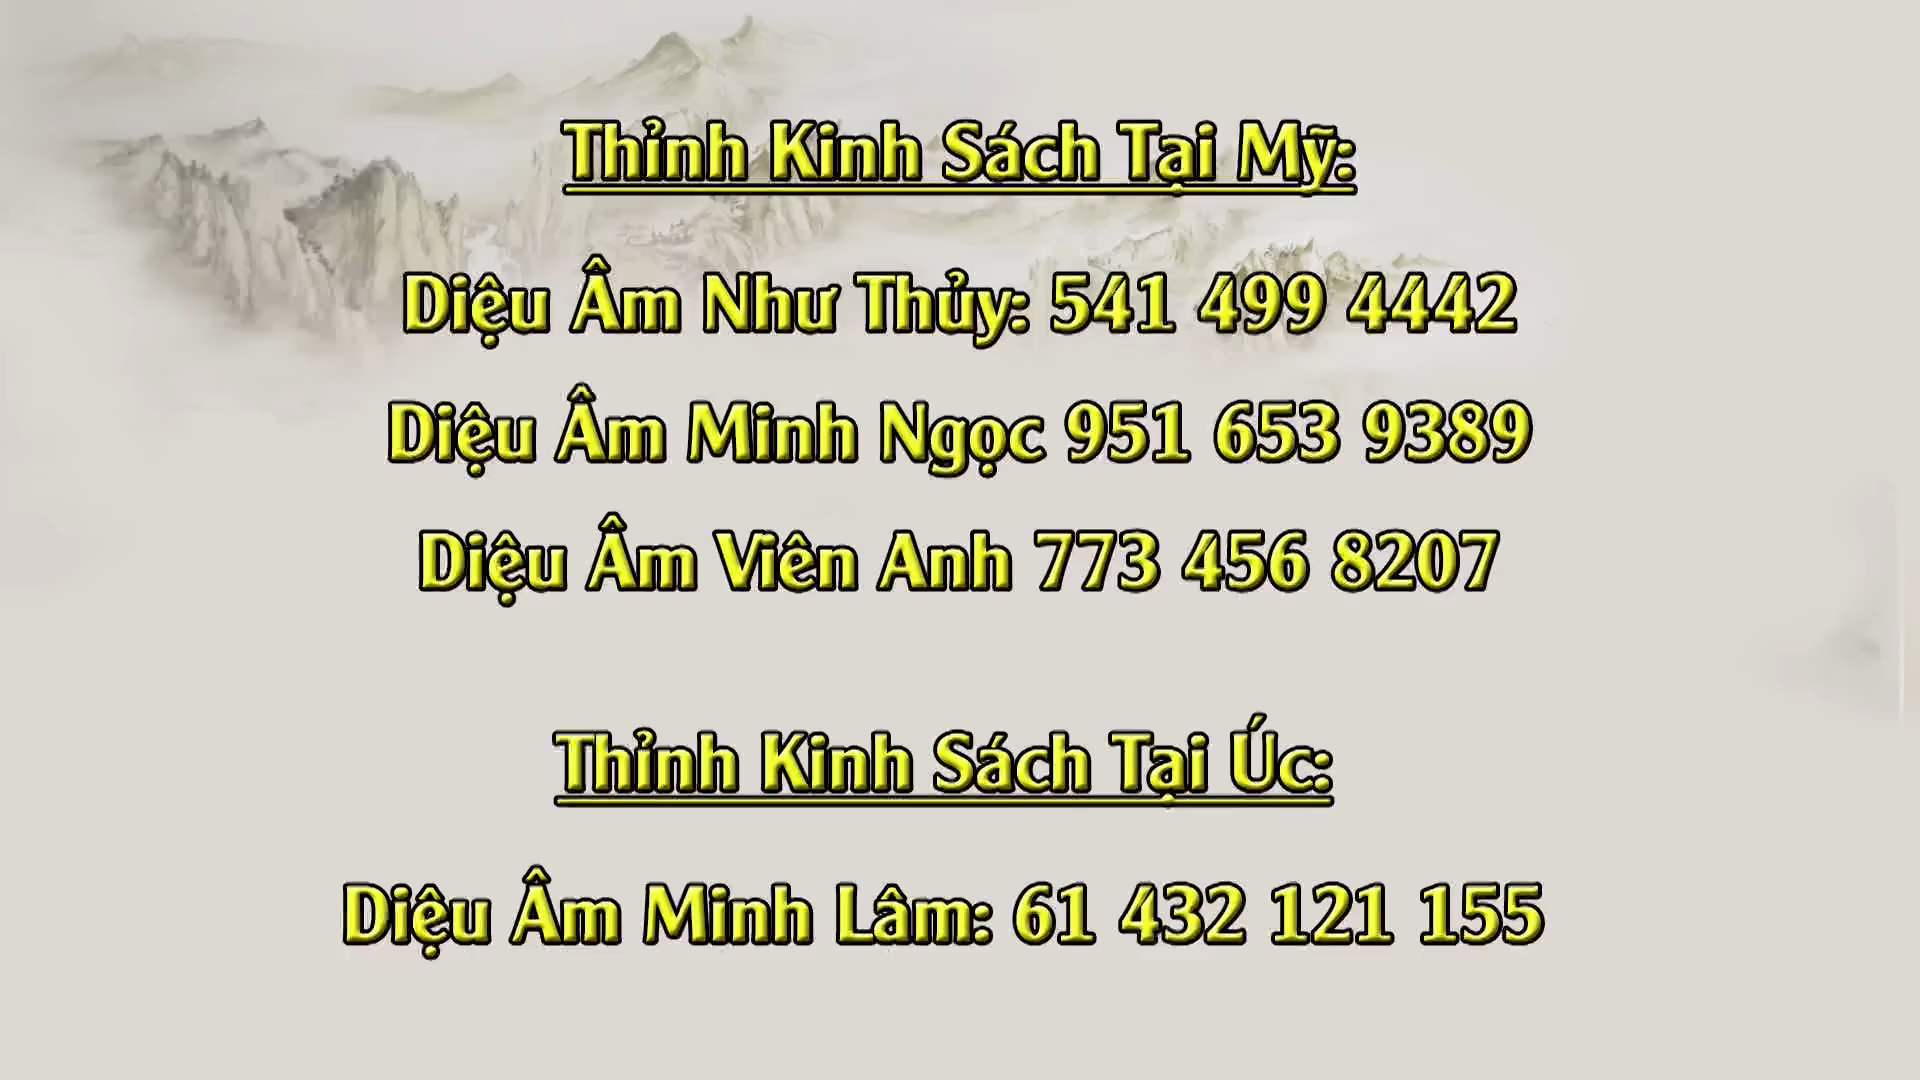 Thỉnh Kinh Sách Tại Mỹ:
Diệu Âm Như Thủy: 541 499 4442
Diệu Âm Minh Ngọc 951 653 9389
Diệu Âm Viên Anh 773 456 8207
Thỉnh Kinh Sách Tại Úc:
Diệu Âm Minh Lâm: 61 432 121 155